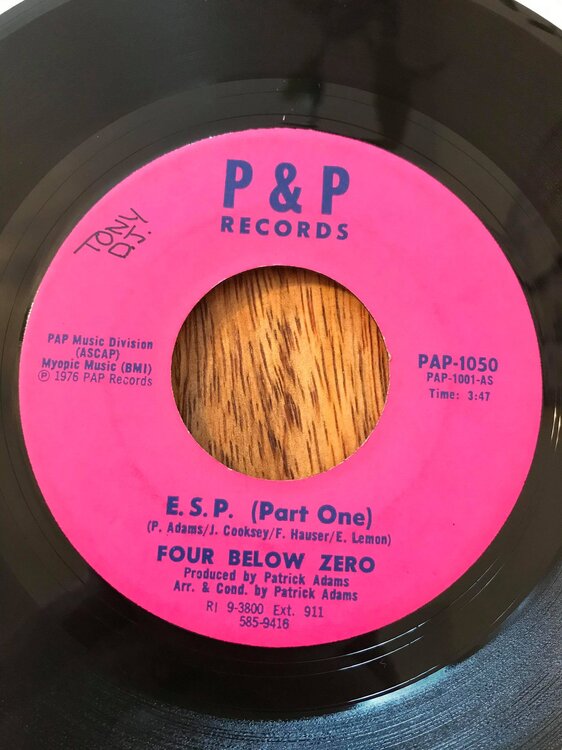 P & P
RECORDS
TONY
D.J.
PAP Music Division
(ASCAP)
Myopic Music (BMI)
℗ 1976 PAP Records
PAP-1050
PAP-1001-AS
Time: 3:47
E. S. P. (Part One)
(P. Adams/J. Cooksey/F. Hauser/E. Lemon)
FOUR BELOW ZERO
Produced by Patrick Adams
Arr. & Cond. by Patrick Adams
RI 9-3800 Ext. 911
585-9416